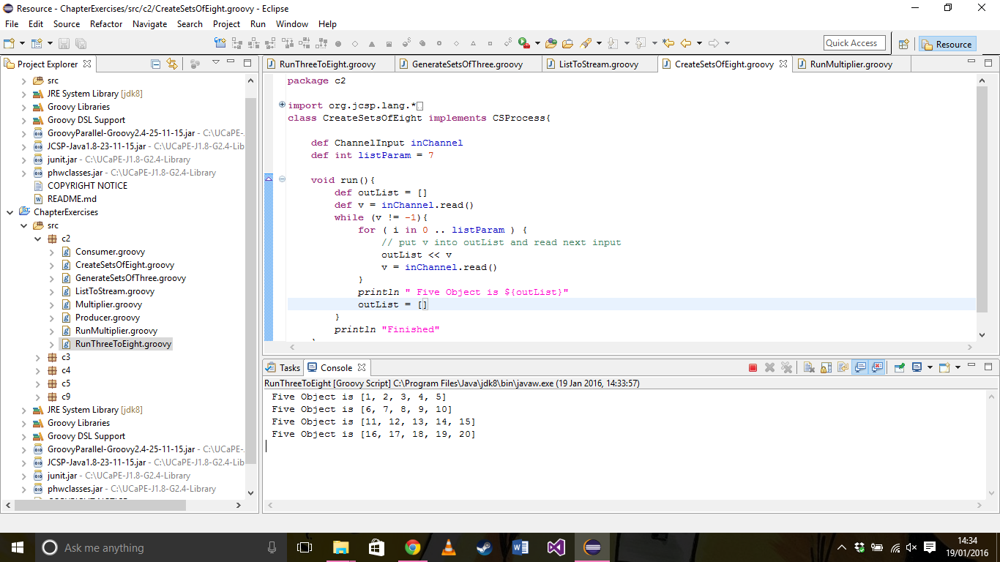 Resource - ChapterExercises/src/c2/CreateSetsOfEight.groovy - Eclipse
File Edit Source Refactor Navigate Search Project Run Window Help
Quick Access
Resource
Project Explorer
src
JRE System Library [jdk8]
Groovy Libraries
Groovy DSL Support
GroovyParallel-Groovy2.4-25-11-15.jar - C:\UCaPE-J1.
JCSP-Java1.8-23-11-15.jar - C:\UCaPE-J1.8-G2.4-Lib
junit.jar - C:\UCaPE-J1.8-G2.4-Library
phwclasses.jar - C:\UCaPE-J1.8-G2.4-Library
COPYRIGHT NOTICE
README.md
ChapterExercises
src
c2
Consumer.groovy
CreateSetsOfEight.groovy
GenerateSetsOfThree.groovy
ListToStream.groovy
Multiplier.groovy
Producer.groovy
RunMultiplier.groovy
RunThreeToEight.groovy
c3
c4
c5
c9
JRE System Library [jdk8]
Groovy Libraries
Groovy DSL Support
GroovyParallel-Groovy2.4-25-11-15.jar - C:\UCaPE-J1.
JCSP-Java1.8-23-11-15.jar - C:\UCaPE-J1.8-G2.4-Lib
junit.jar - C:\UCaPE-J1.8-G2.4-Library
phwclasses.jar - C:\UCaPE-J1.8-G2.4-Library
RunThreeToEight.groovy GenerateSetsOfThree.groovy ListToStream.groovy CreateSetsOfEight.groovy RunMultiplier.groovy
package c2
import org.jcsp.lang.*
class CreateSetsOfEight implements CSProcess{
def ChannelInput inChannel
def int listParam = 7
void run(){
def outList = []
def v = inChannel.read()
while (v != -1){
for ( i in 0 .. listParam ) {
// put v into outList and read next input
outList << v
v = inChannel.read()
}
println " Five Object is ${outList}"
outList = []
}
println "Finished"
Tasks Console
RunThreeToEight [Groovy Script] C:\Program Files\Java\jdk8\bin\javaw.exe (19 Jan 2016, 14:33:57)
Five Object is [1, 2, 3, 4, 5]
Five Object is [6, 7, 8, 9, 10]
Five Object is [11, 12, 13, 14, 15]
Five Object is [16, 17, 18, 19, 20]
Ask me anything
14:34
19/01/2016